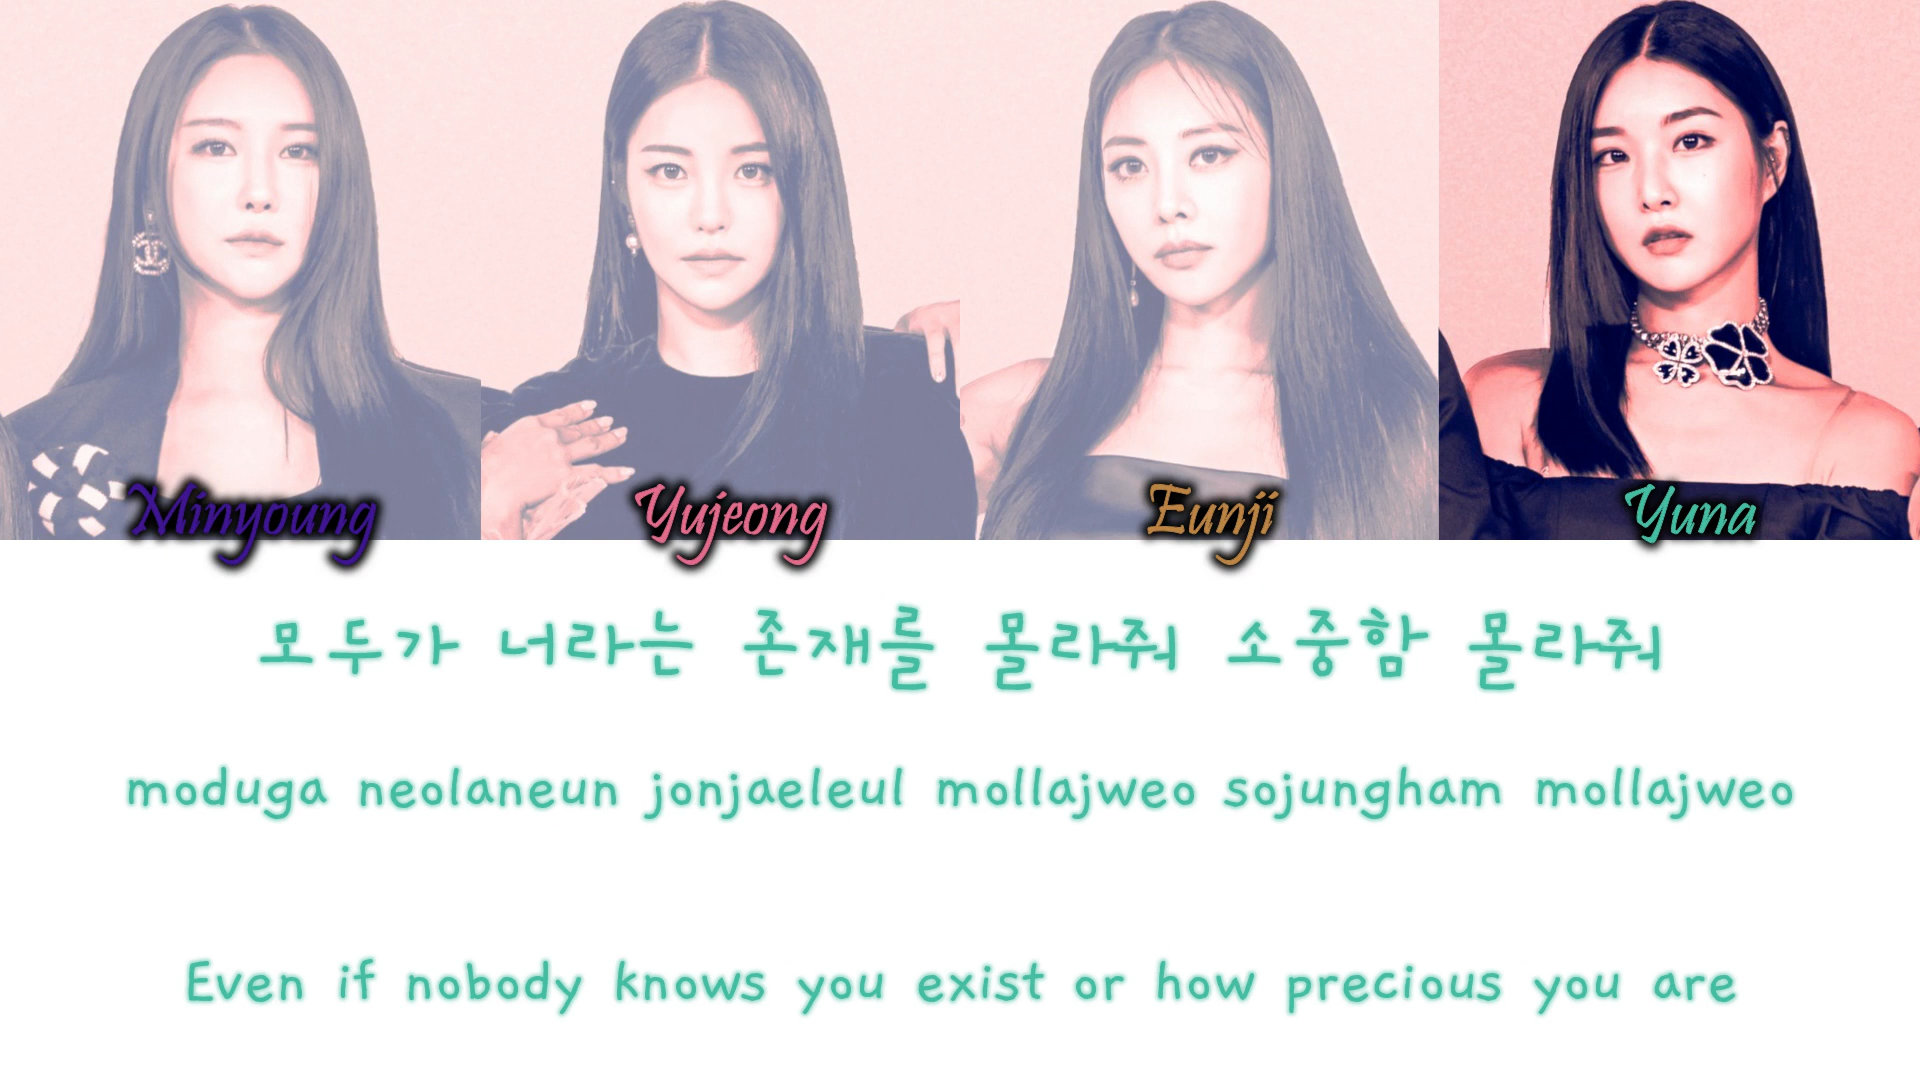 Minyoung Yujeong Eunji Yuna
모두가 너라는 존재를 몰라줘 소중함 몰라줘
moduga neolaneun jonjaeleul mollajweo sojungham mollajweo
Even if nobody knows you exist or how precious you are